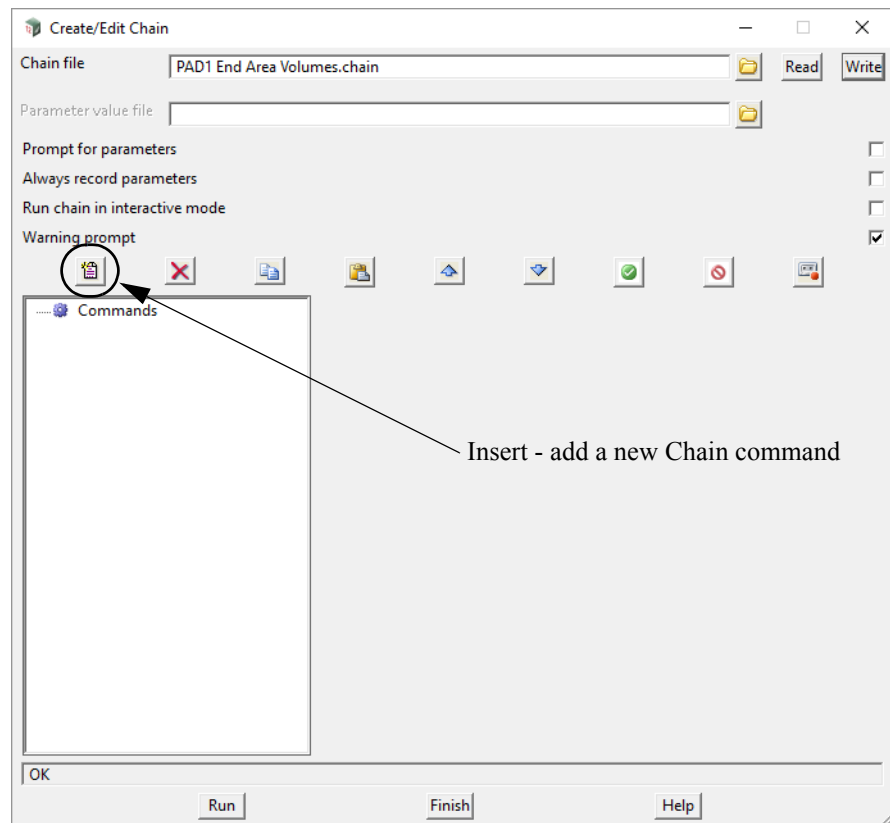 Create/Edit Chain
Chain file
PAD1 End Area Volumes.chain
Read
Write
Parameter value file
Prompt for parameters
Always record parameters
Run chain in interactive mode
Warning prompt
Commands
Insert - add a new Chain command
OK
Run
Finish
Help